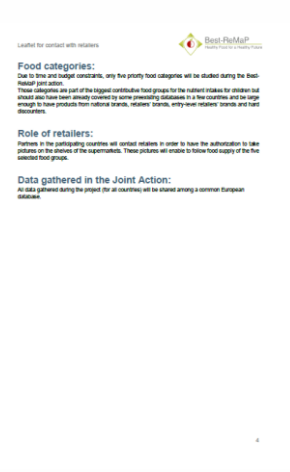 Leaflet for contact with retailers
Best-ReMaP
Healthy Food for a Healthy Future
Food categories:
Due to time and budget constraints, only five priority food categories will be studied during the Best-
ReMaP joint action.
Those categories are part of the biggest contributive food groups for the nutrient intakes for children but
should also have been already covered by some preexisting databases in a few countries and be large
enough to have products from national brands, retailers' brands, entry-level retailers' brands and hard
discounters.
Role of retailers:
Partners in the participating countries will contact retailers in order to have the authorization to take
pictures on the shelves of the supermarkets. These pictures will enable to follow food supply of the five
selected food groups.
Data gathered in the Joint Action:
All data gathered during the project (for all countries) will be shared among a common European
database.
4